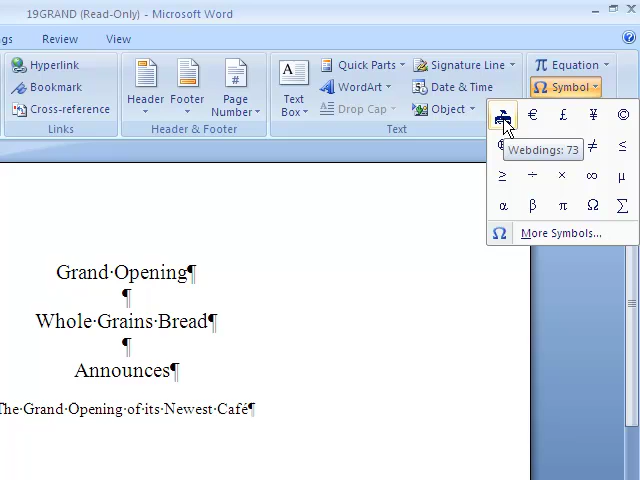 19GRAND (Read-Only) - Microsoft Word
gs Review View
Hyperlink
Bookmark
Cross-reference
Links
Header
Footer
Page Number
Header & Footer
A
Text Box
Quick Parts
WordArt
Drop Cap
Signature Line
Date & Time
Object
Text
π Equation
Ω Symbol
€ £ ¥ ©
Webdings: 73
≠ ≤
≥ ÷ × ∞ µ
α β π Ω ∑
Ω More Symbols...
Grand·Opening¶
¶
Whole·Grains·Bread¶
¶
Announces¶
The·Grand·Opening·of·its·Newest·Café¶